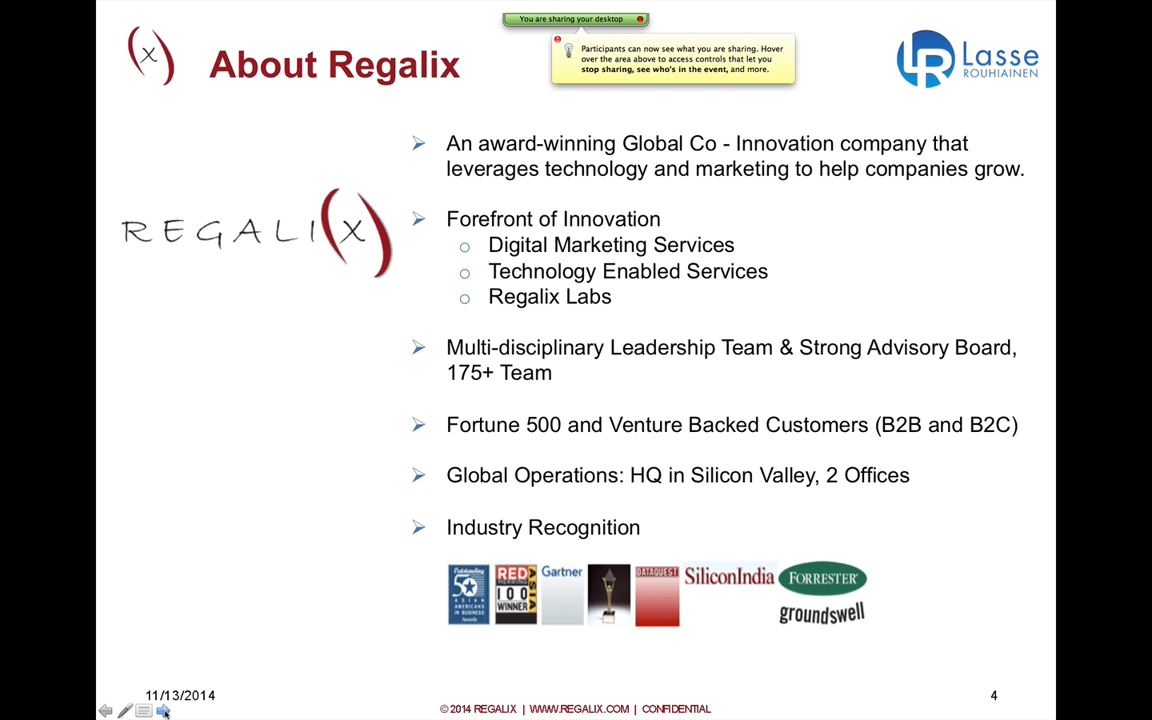 You are sharing your desktop
Participants can now see what you are sharing. Hover
over the area above to access controls that let you
stop sharing, see who's in the event, and more.
(x)
About Regalix
LR
Lasse
ROUHIAINEN
REGALI(X)
An award-winning Global Co - Innovation company that
leverages technology and marketing to help companies grow.
Forefront of Innovation
Digital Marketing Services
Technology Enabled Services
Regalix Labs
Multi-disciplinary Leadership Team & Strong Advisory Board,
175+ Team
Fortune 500 and Venture Backed Customers (B2B and B2C)
Global Operations: HQ in Silicon Valley, 2 Offices
Industry Recognition
Outstanding
50
ASIAN
AMERICANS
IN BUSINESS
Awards
RED
HERRING
100
WINNER
ASIA
Gartner
DATAQUEST
SiliconIndia
FORRESTER
groundswell
11/13/2014
4
© 2014 REGALIX | WWW.REGALIX.COM | CONFIDENTIAL